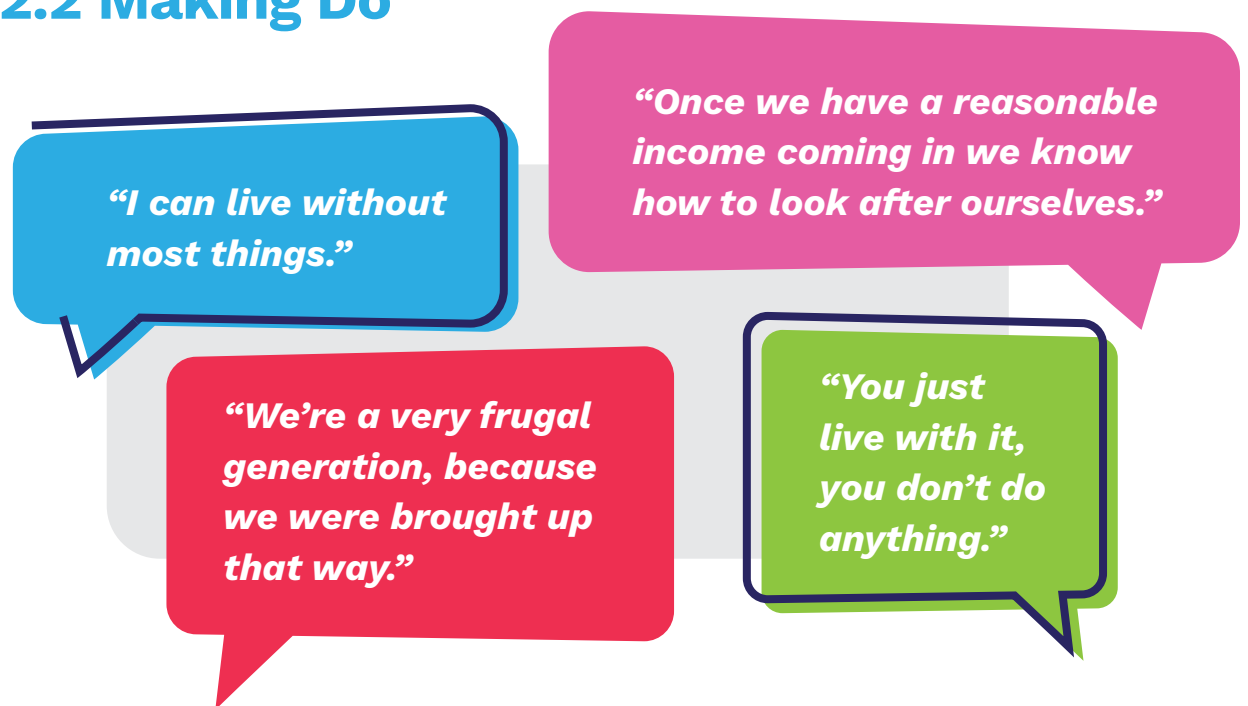 2.2 Making Do
“I can live without
most things.”
“Once we have a reasonable
income coming in we know
how to look after ourselves.”
“We’re a very frugal
generation, because
we were brought up
that way.”
“You just
live with it,
you don’t do
anything.”